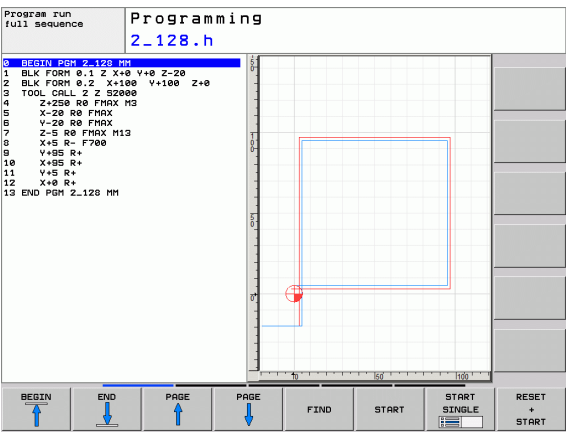 Program run
full sequence
Programming
2_128.h
0 BEGIN PGM 2_128 MM
1 BLK FORM 0.1 Z X+0 Y+0 Z-20
2 BLK FORM 0.2 X+100 Y+100 Z+0
3 TOOL CALL 2 Z S2000
4 Z+250 R0 FMAX M3
5 X-20 R0 FMAX
6 Y-20 R0 FMAX
7 Z-5 R0 FMAX M13
8 X+5 R- F700
9 Y+95 R+
10 X+95 R+
11 Y+5 R+
12 X+0 R+
13 END PGM 2_128 MM
100
50
0
0 50 100
BEGIN
END
PAGE
PAGE
FIND
START
START
SINGLE
RESET
+
START